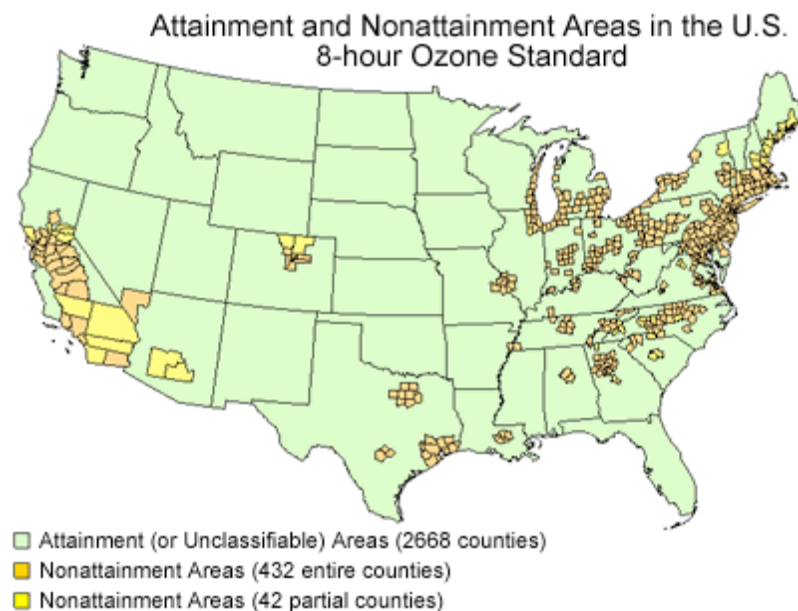 Attainment and Nonattainment Areas in the U.S.
8-hour Ozone Standard
Attainment (or Unclassifiable) Areas (2668 counties)
Nonattainment Areas (432 entire counties)
Nonattainment Areas (42 partial counties)